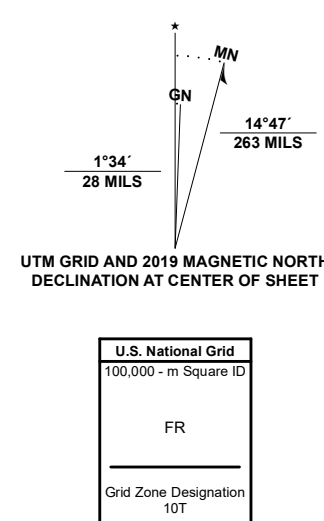 MN
GN
14°47´
263 MILS
1°34´
28 MILS
UTM GRID AND 2019 MAGNETIC NORTH
DECLINATION AT CENTER OF SHEET
U.S. National Grid
100,000 - m Square ID
FR
Grid Zone Designation
10T